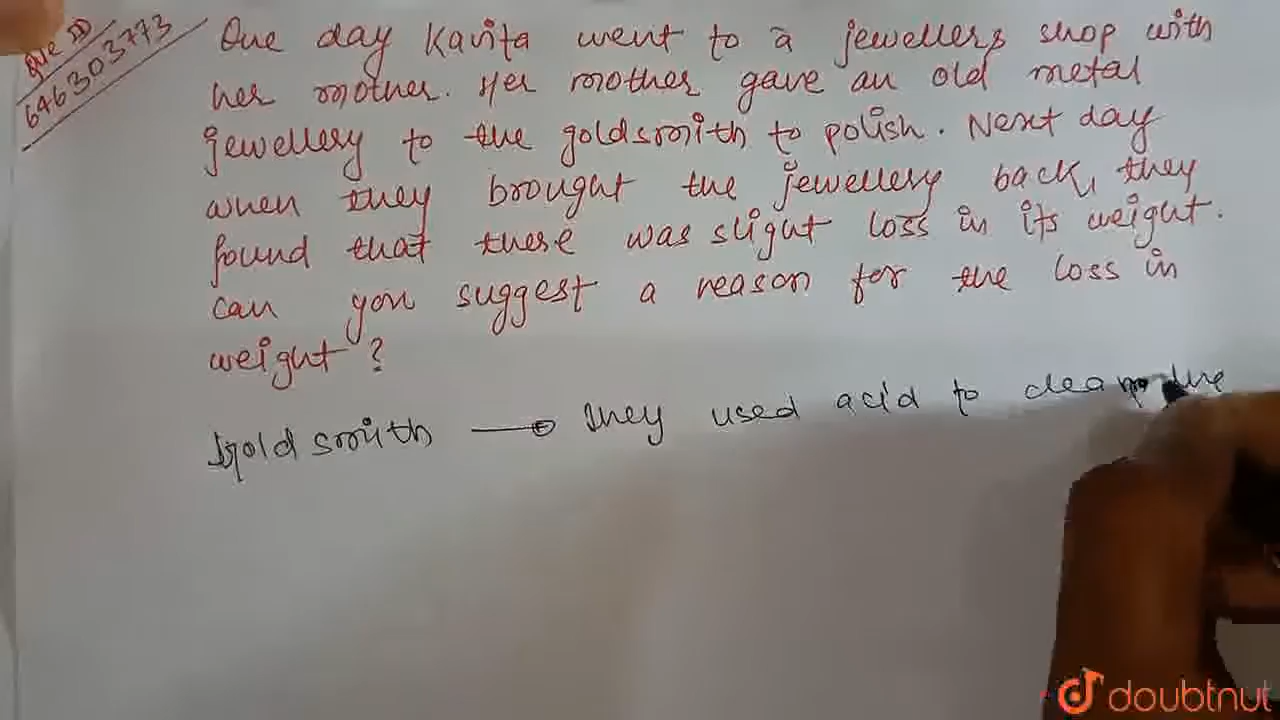 Que ID
646303773
One day Kavita went to a jewellers shop with
her mother. Her mother gave an old metal
jewellery to the goldsmith to polish. Next day
when they brought the jewellery back, they
found that there was slight loss in its weight.
can you suggest a reason for the loss in
weight?
Goldsmith → They used acid to clean the
doubtnut